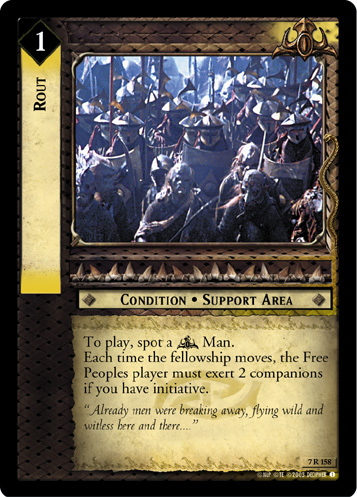 1
ROUT
CONDITION • SUPPORT AREA
To play, spot a Man.
Each time the fellowship moves, the Free
Peoples player must exert 2 companions
if you have initiative.
"Already men were breaking away, flying wild and
witless here and there...."
7 R 158